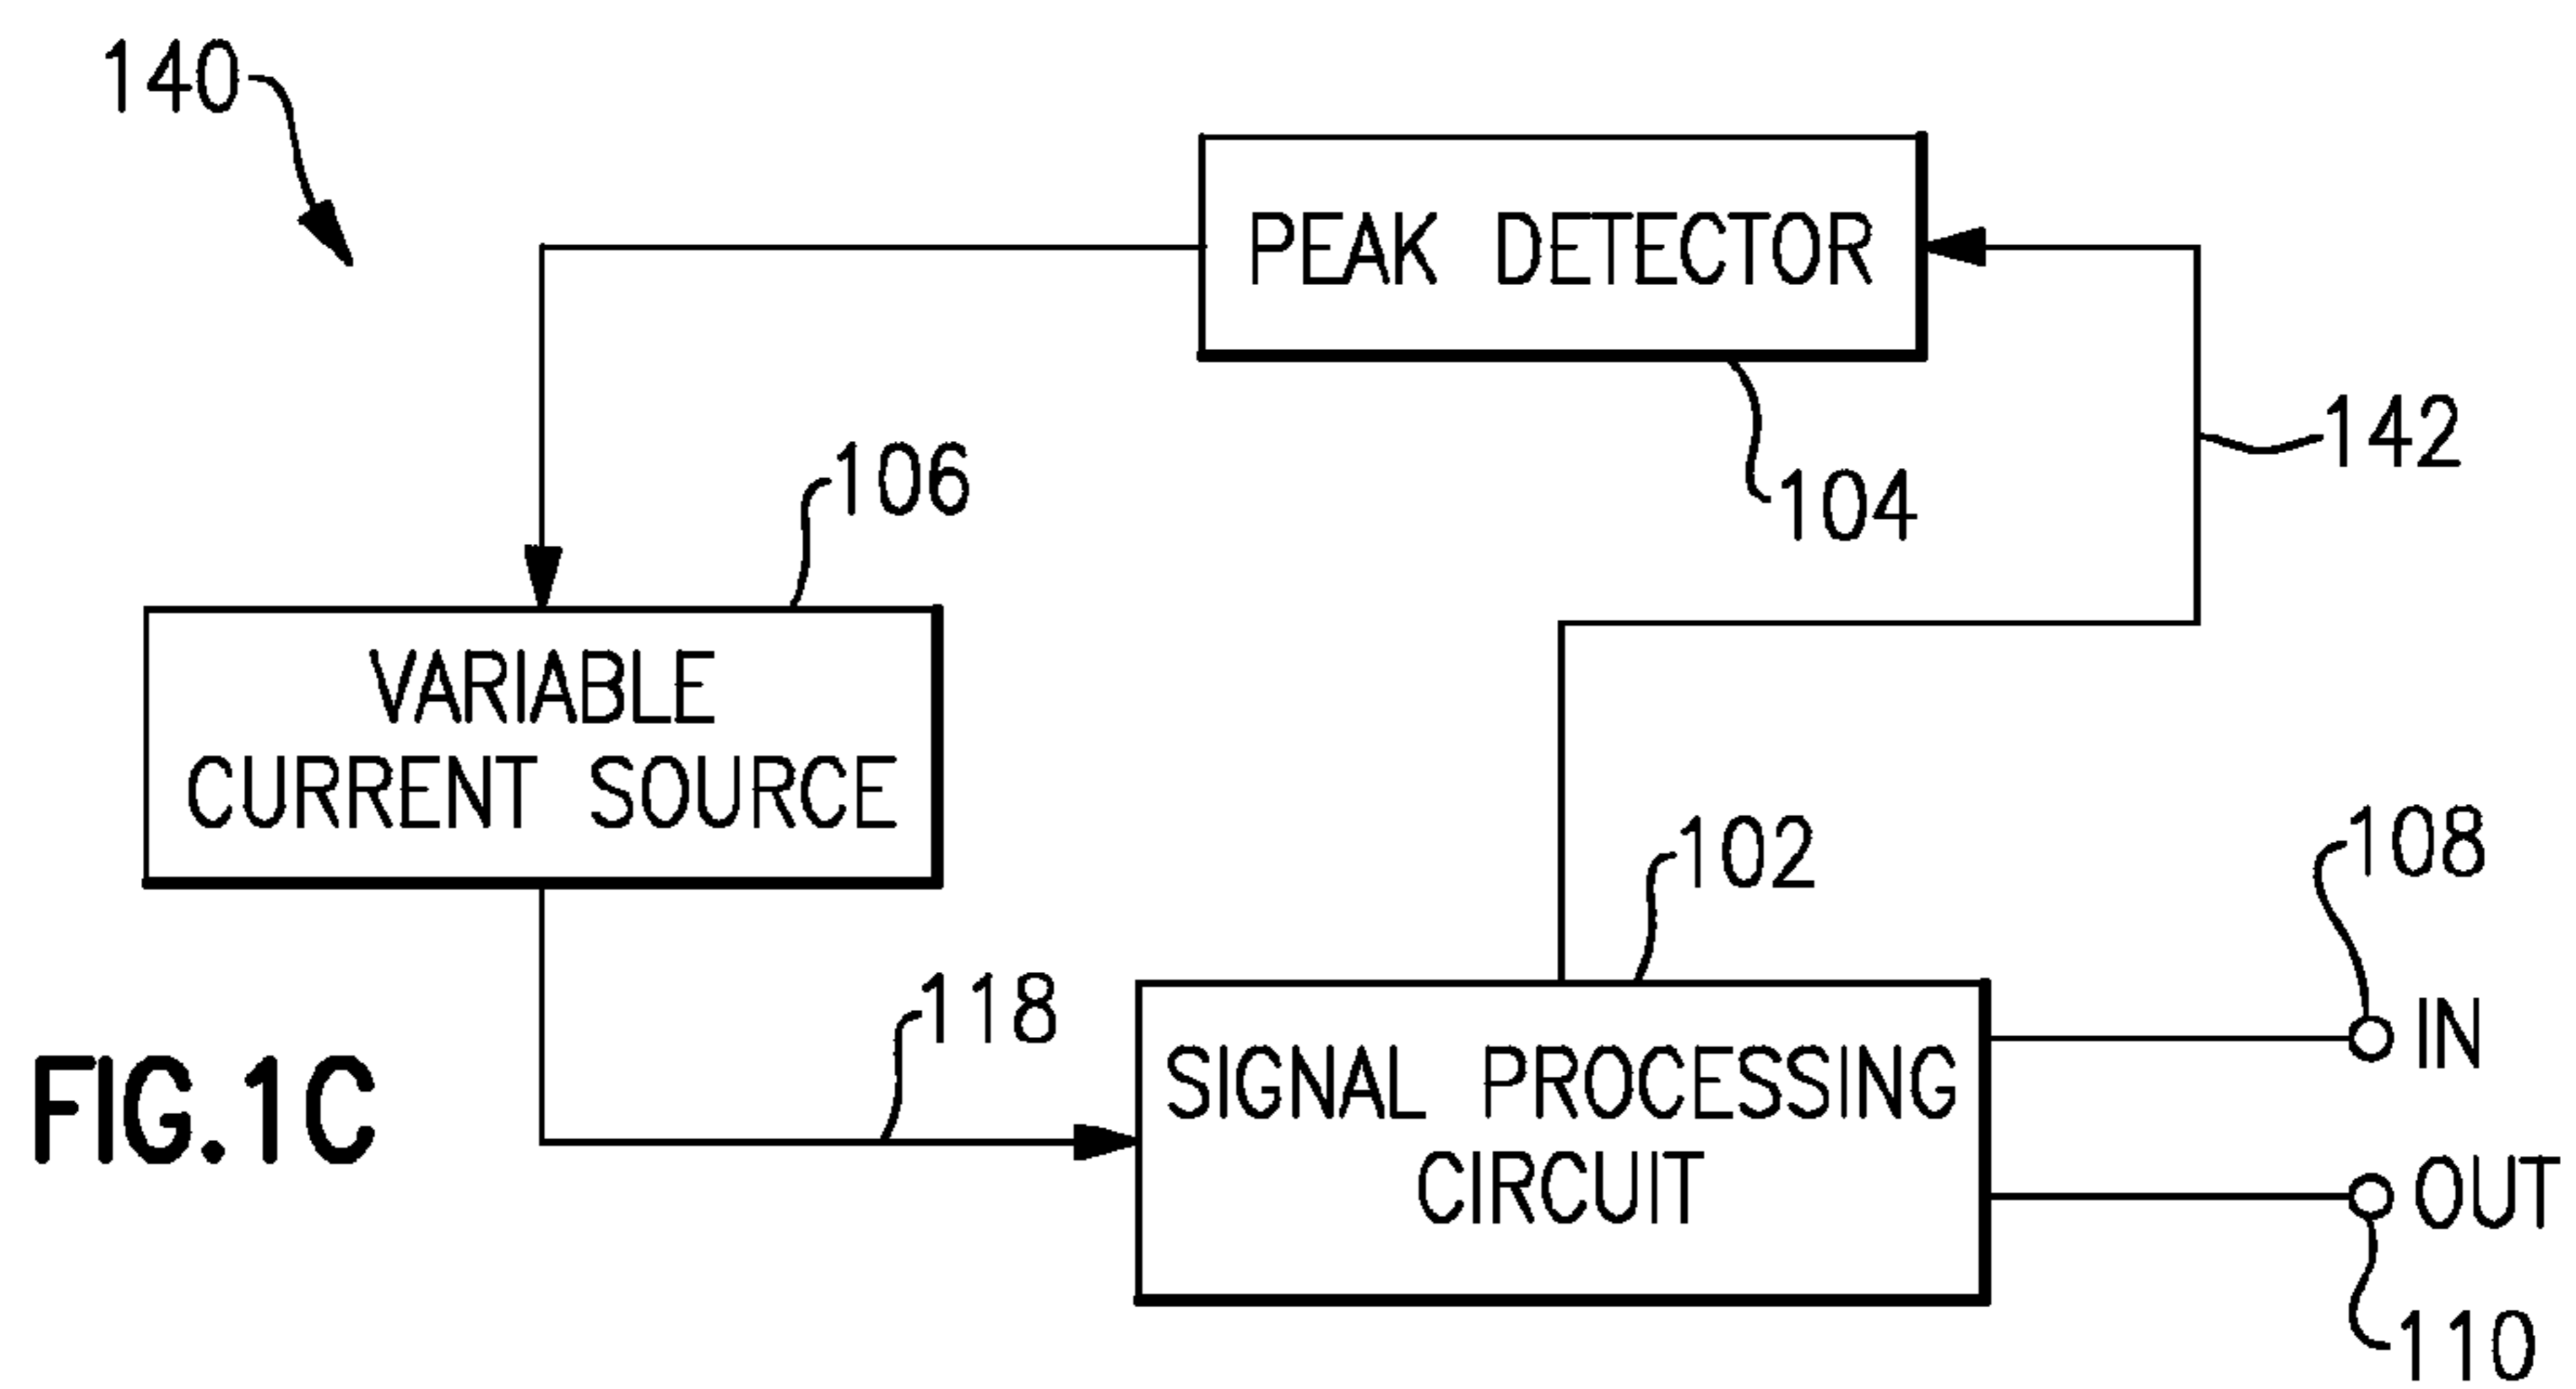 140
PEAK DETECTOR
142
104
106
VARIABLE
CURRENT SOURCE
102
108
118
IN
SIGNAL PROCESSING
CIRCUIT
FIG.1C
OUT
110